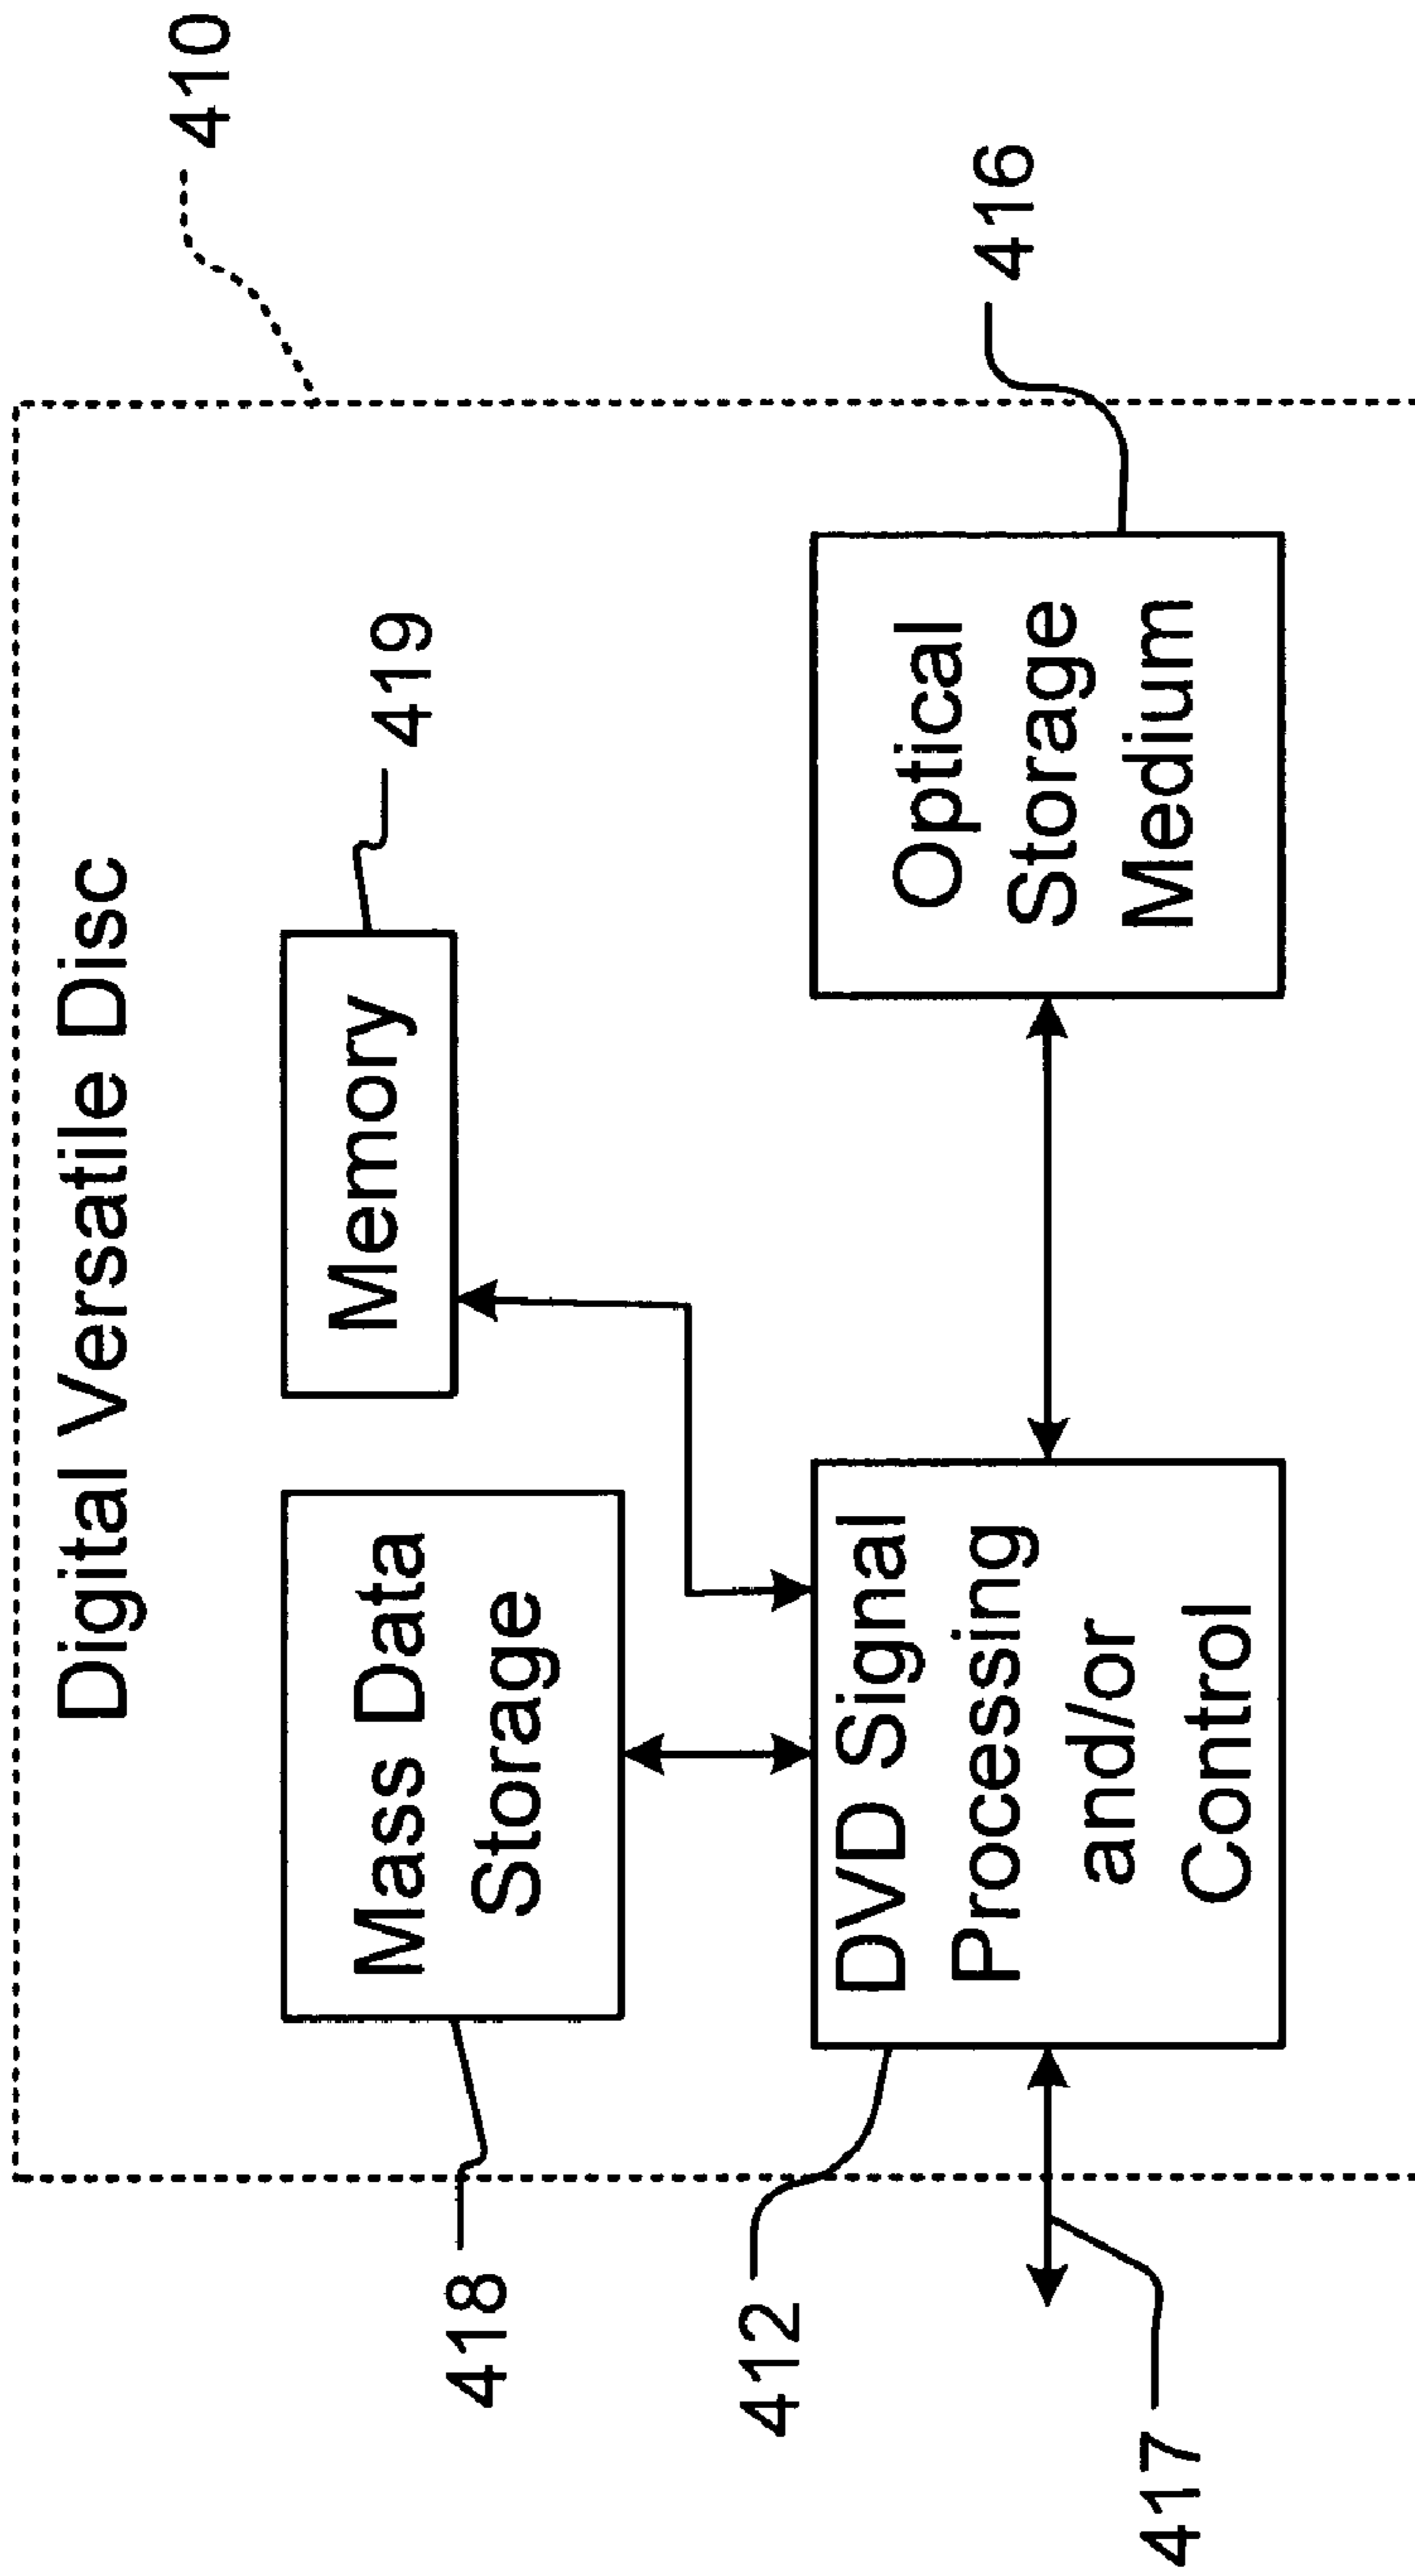 Digital Versatile Disc
410
Mass Data
Storage
Memory
419
418
DVD Signal
Processing
and/or
Control
Optical
Storage
Medium
416
412
417